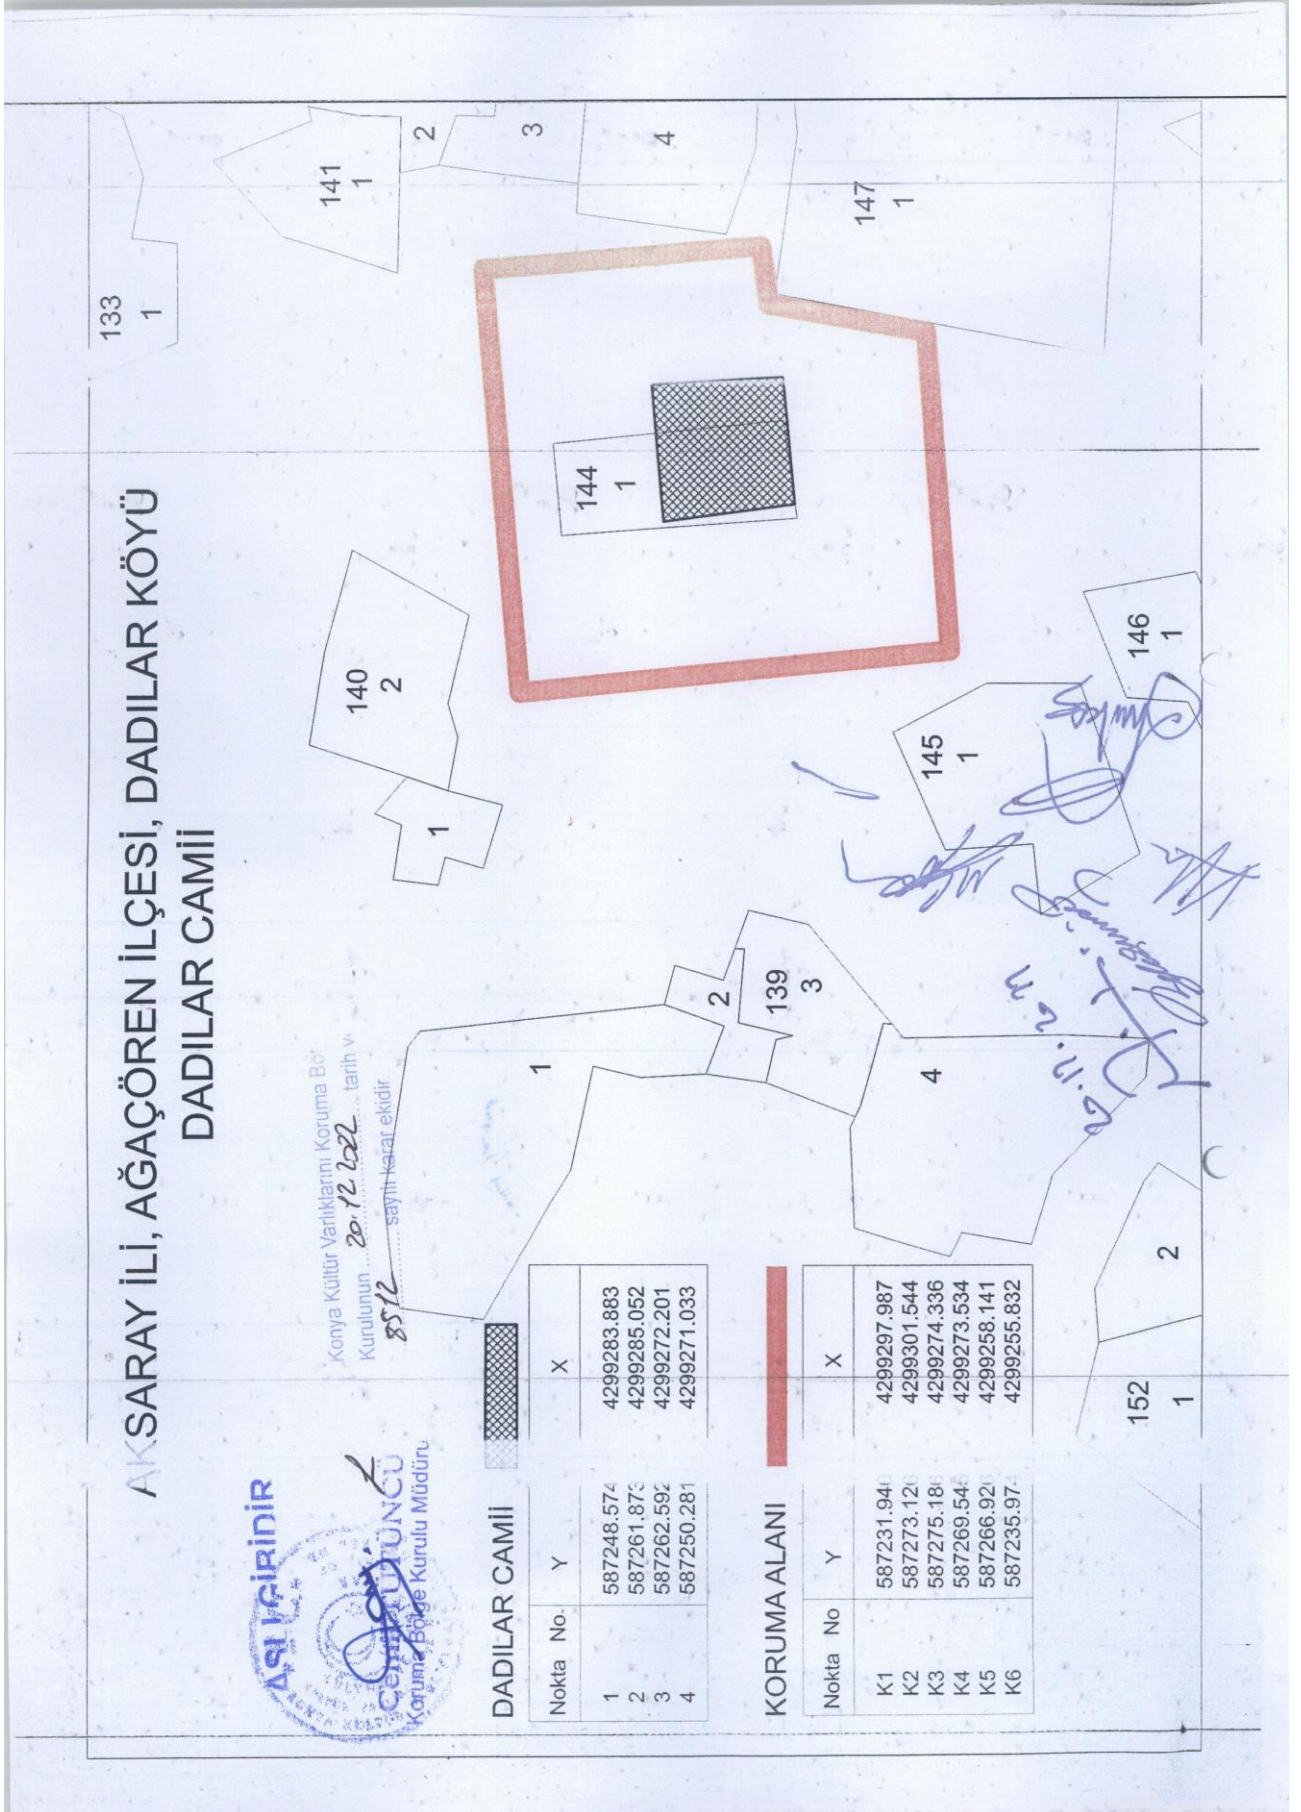 AKSARAY İLİ, AĞAÇÖREN İLÇESİ, DADILAR KÖYÜ
DADILAR CAMİİ
ASLI GİBİDİR
Koruma Bölge Kurulu Müdürü
Konya Kültür Varlıklarını Koruma Böl
Kurulunun 20.12.2022 tarih v
8512 sayılı karar ekidir.
DADILAR CAMİİ
Nokta No. Y X
1 587248.574 4299283.883
2 587261.873 4299285.052
3 587262.592 4299272.201
4 587250.281 4299271.033
KORUMA ALANI
Nokta No Y X
K1 587231.940 4299297.987
K2 587273.126 4299301.544
K3 587275.186 4299274.336
K4 587269.545 4299273.534
K5 587266.926 4299258.141
K6 587235.974 4299255.832
133
1
141
1
2
3
4
147
1
140
2
1
144
1
1
2
139
3
4
145
1
146
1
152
1
2